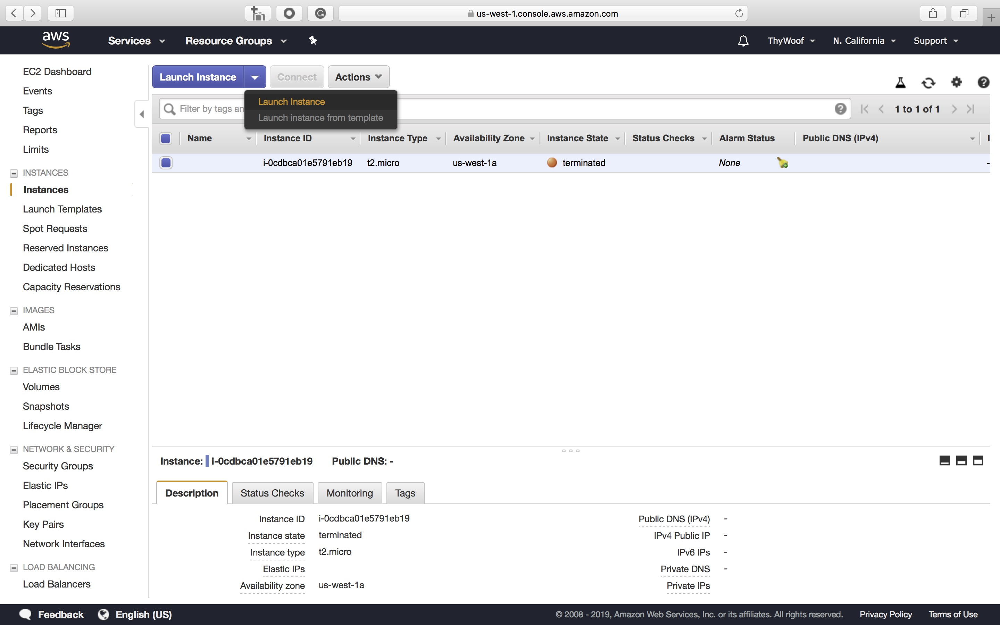 us-west-1.console.aws.amazon.com
aws Services Resource Groups ThyWoof N. California Support
EC2 Dashboard
Events
Tags
Reports
Limits
INSTANCES
Instances
Launch Templates
Spot Requests
Reserved Instances
Dedicated Hosts
Capacity Reservations
IMAGES
AMIs
Bundle Tasks
ELASTIC BLOCK STORE
Volumes
Snapshots
Lifecycle Manager
NETWORK & SECURITY
Security Groups
Elastic IPs
Placement Groups
Key Pairs
Network Interfaces
LOAD BALANCING
Load Balancers
Launch Instance Connect Actions
Launch Instance
Launch instance from template
Filter by tags an 1 to 1 of 1
Name Instance ID Instance Type Availability Zone Instance State Status Checks Alarm Status Public DNS (IPv4) I
i-0cdbca01e5791eb19 t2.micro us-west-1a terminated None -
Instance: i-0cdbca01e5791eb19 Public DNS: -
Description Status Checks Monitoring Tags
Instance ID i-0cdbca01e5791eb19 Public DNS (IPv4) -
Instance state terminated IPv4 Public IP -
Instance type t2.micro IPv6 IPs -
Elastic IPs Private DNS -
Availability zone us-west-1a Private IPs
Feedback English (US) © 2008 - 2019, Amazon Web Services, Inc. or its affiliates. All rights reserved. Privacy Policy Terms of Use